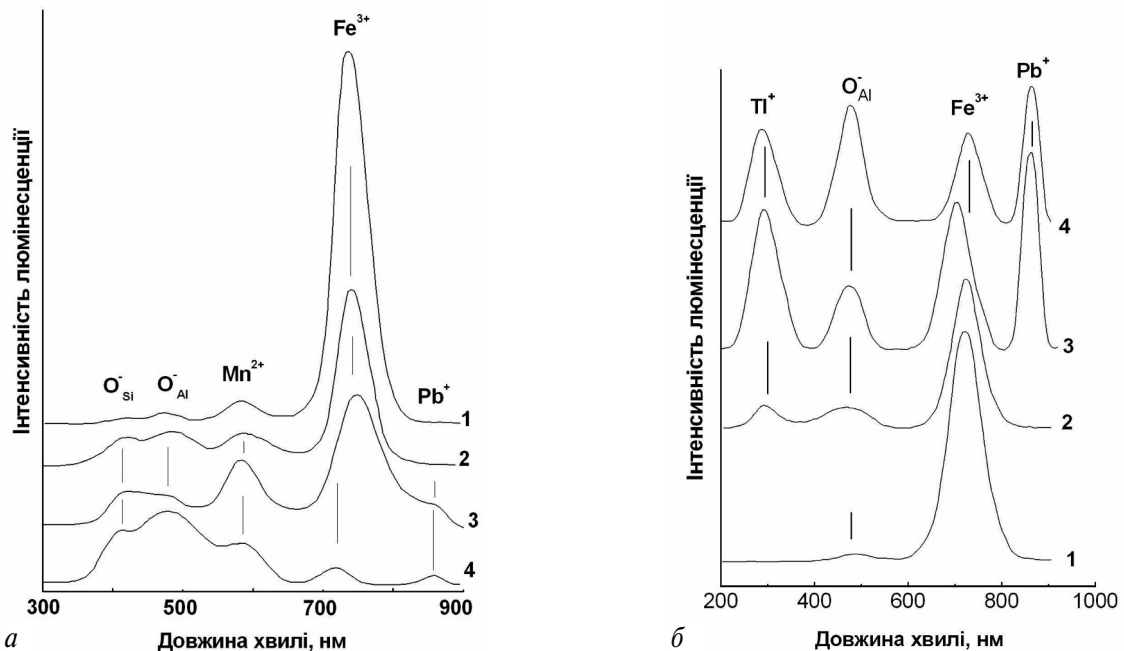 Fe3+
O-Si
O-Al
Mn2+
Pb+
1
2
3
4
Інтенсивність люмінесценції
300
500
700
900
Довжина хвилі, нм
а
Tl+
O-Al
Fe3+
Pb+
4
3
2
1
Інтенсивність люмінесценції
200
400
600
800
1000
Довжина хвилі, нм
б